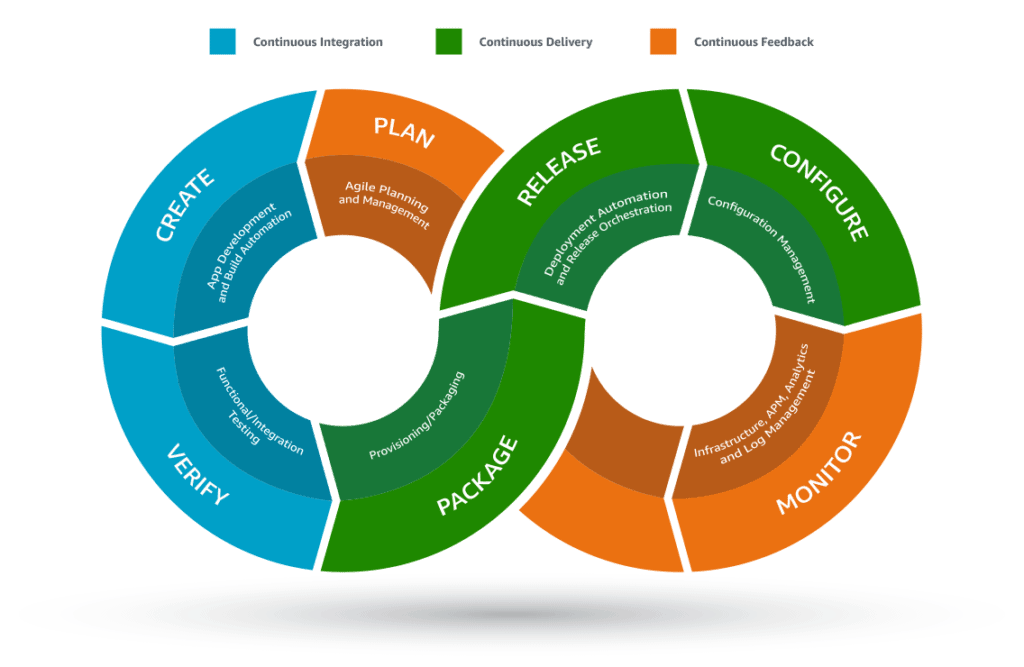 Continuous Integration
Continuous Delivery
Continuous Feedback
PLAN
Agile Planning
and Management
CREATE
App Development
and Build Automation
VERIFY
Functional/Integration
Testing
PACKAGE
Provisioning/Packaging
RELEASE
Deployment Automation
and Release Orchestration
CONFIGURE
Configuration Management
MONITOR
Infrastructure, APM, Analytics
and Log Management